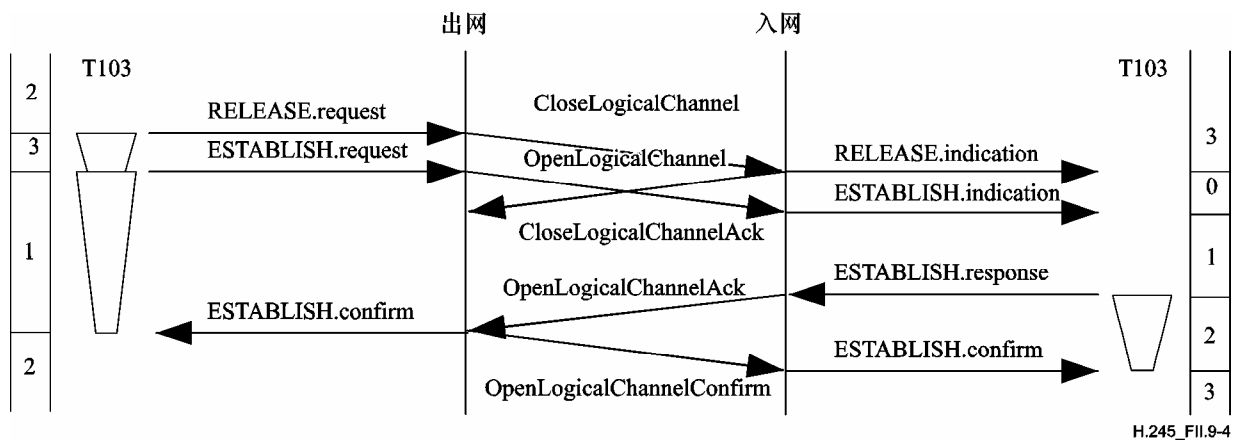 出网
入网
T103
T103
2
CloseLogicalChannel
RELEASE.request
3
3
ESTABLISH.request
OpenLogicalChannel
RELEASE.indication
0
ESTABLISH.indication
CloseLogicalChannelAck
1
1
ESTABLISH.response
OpenLogicalChannelAck
ESTABLISH.confirm
2
ESTABLISH.confirm
2
OpenLogicalChannelConfirm
3
H.245_FII.9-4